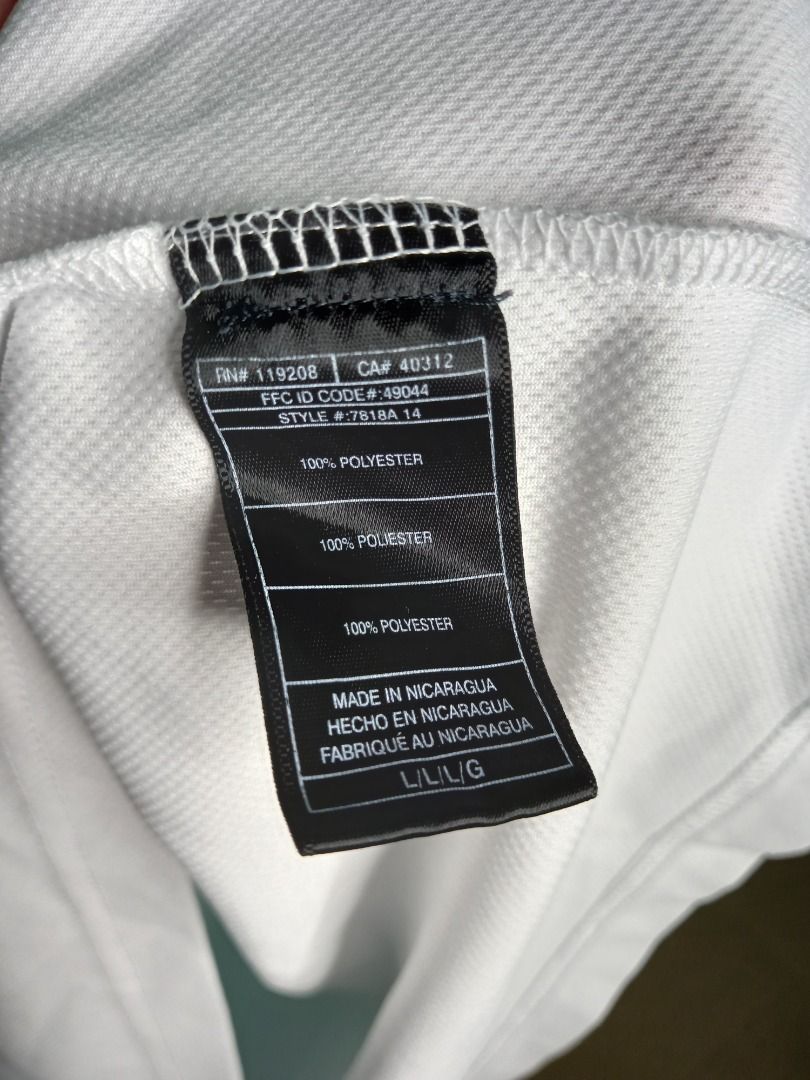 RN# 119208 CA# 40312
FFC ID CODE#:49044
STYLE #:7818A 14
100% POLYESTER
100% POLIESTER
100% POLYESTER
MADE IN NICARAGUA
HECHO EN NICARAGUA
FABRIQUÉ AU NICARAGUA
L/L/L/G